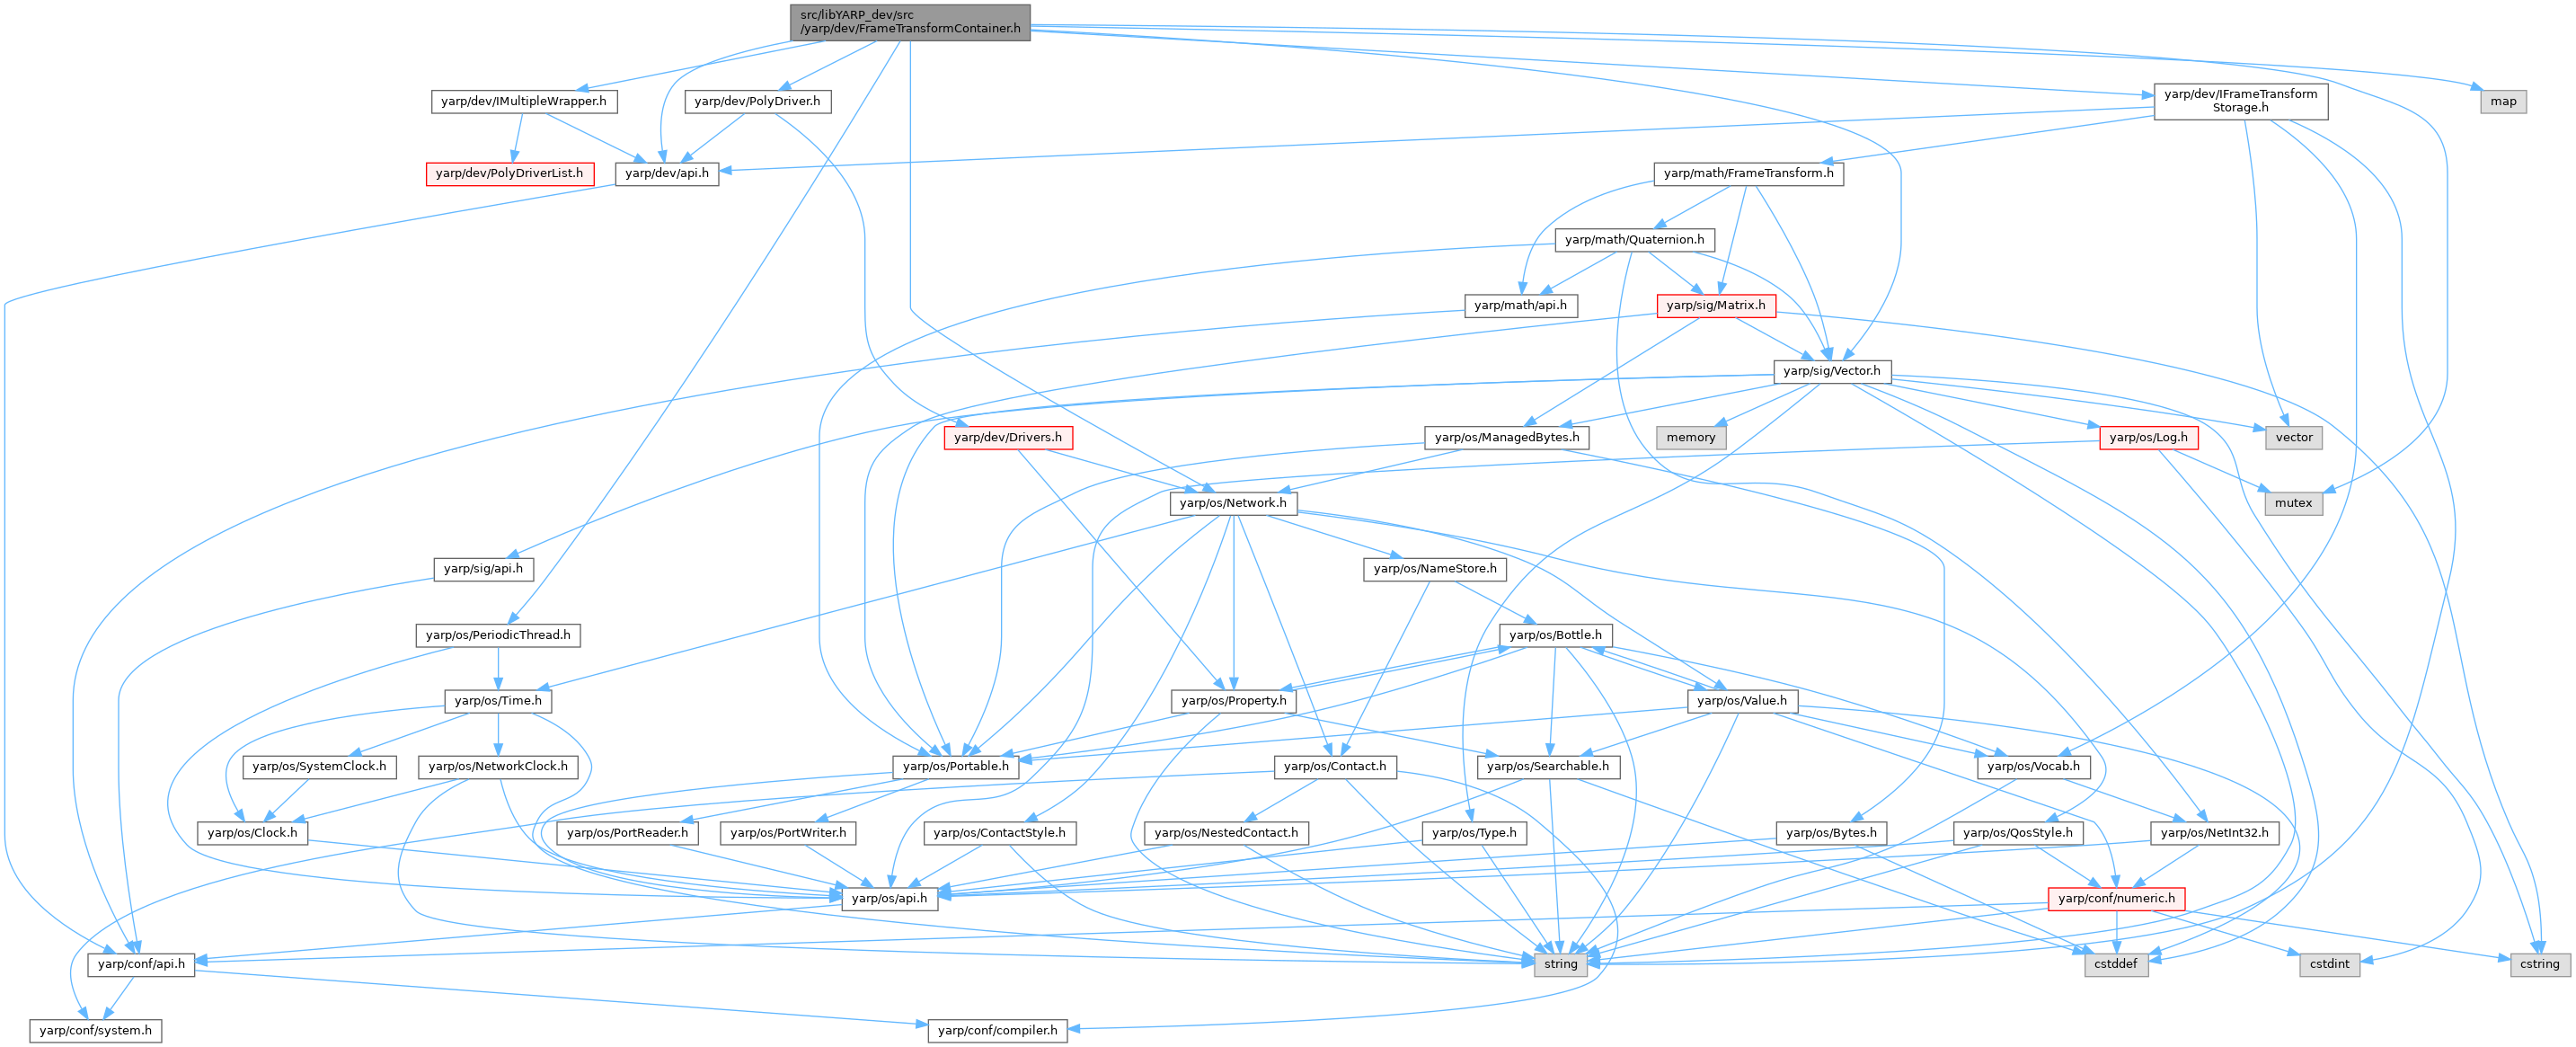 src/libYARP_dev/src
/yarp/dev/FrameTransformContainer.h
yarp/dev/IMultipleWrapper.h
yarp/dev/PolyDriver.h
yarp/dev/IFrameTransform
Storage.h
map
yarp/dev/PolyDriverList.h
yarp/dev/api.h
yarp/math/FrameTransform.h
yarp/math/Quaternion.h
yarp/math/api.h
yarp/sig/Matrix.h
yarp/sig/Vector.h
yarp/dev/Drivers.h
yarp/os/ManagedBytes.h
memory
yarp/os/Log.h
vector
yarp/os/Network.h
mutex
yarp/sig/api.h
yarp/os/NameStore.h
yarp/os/PeriodicThread.h
yarp/os/Bottle.h
yarp/os/Time.h
yarp/os/Property.h
yarp/os/Value.h
yarp/os/SystemClock.h
yarp/os/NetworkClock.h
yarp/os/Portable.h
yarp/os/Contact.h
yarp/os/Searchable.h
yarp/os/Vocab.h
yarp/os/Clock.h
yarp/os/PortReader.h
yarp/os/PortWriter.h
yarp/os/ContactStyle.h
yarp/os/NestedContact.h
yarp/os/Type.h
yarp/os/Bytes.h
yarp/os/QosStyle.h
yarp/os/NetInt32.h
yarp/os/api.h
yarp/conf/numeric.h
yarp/conf/api.h
string
cstddef
cstdint
cstring
yarp/conf/system.h
yarp/conf/compiler.h